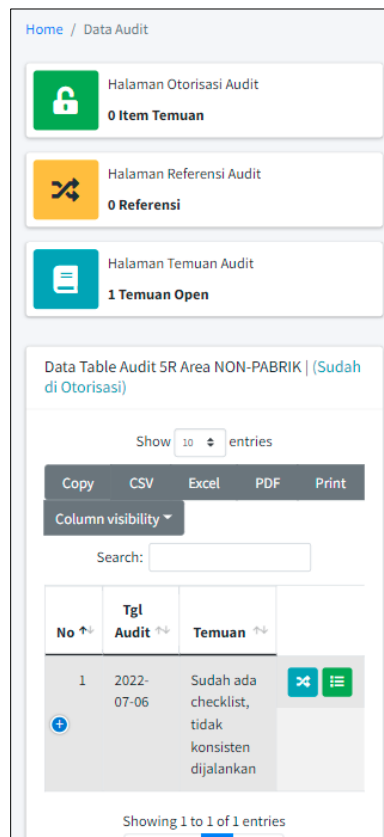 Home / Data Audit
Halaman Otorisasi Audit
0 Item Temuan
Halaman Referensi Audit
0 Referensi
Halaman Temuan Audit
1 Temuan Open
Data Table Audit 5R Area NON-PABRIK | (Sudah
di Otorisasi)
Show 10 entries
Copy CSV Excel PDF Print
Column visibility
Search:
No Tgl Audit Temuan
1 2022-07-06 Sudah ada
checklist,
tidak
konsisten
dijalankan
Showing 1 to 1 of 1 entries